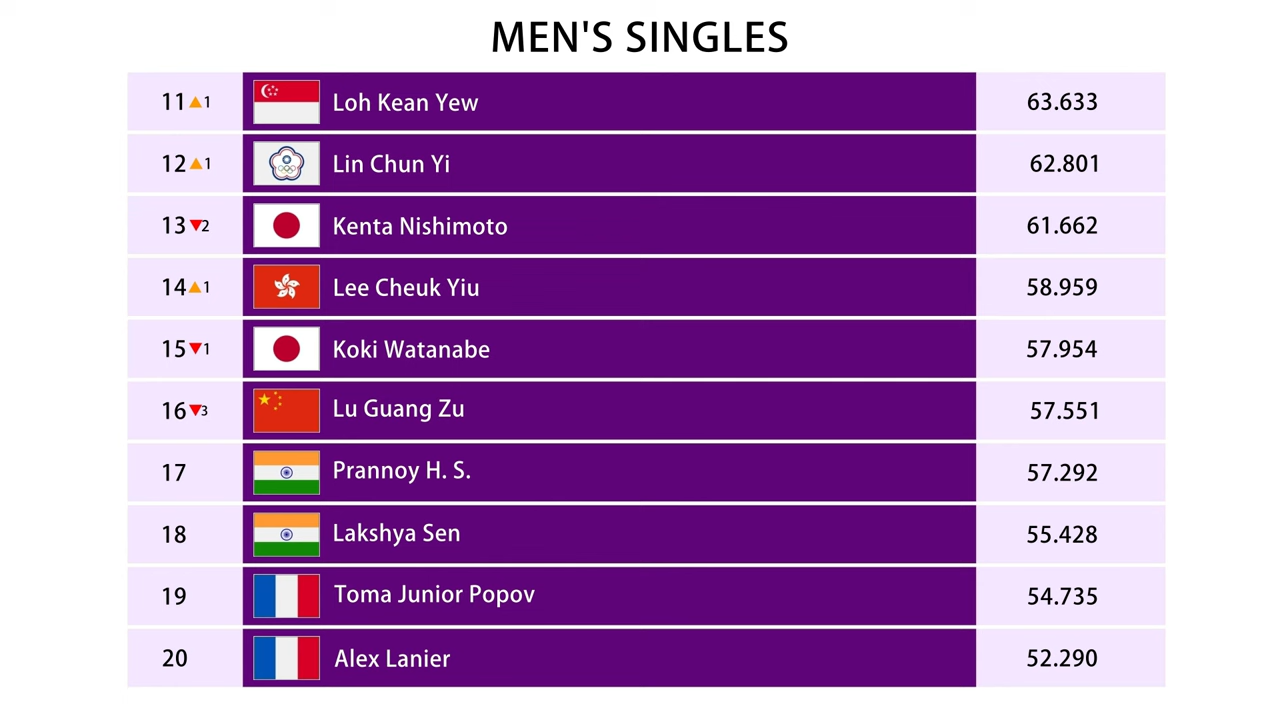 MEN'S SINGLES
11 ▲1 Loh Kean Yew 63.633
12 ▲1 Lin Chun Yi 62.801
13 ▼2 Kenta Nishimoto 61.662
14 ▲1 Lee Cheuk Yiu 58.959
15 ▼1 Koki Watanabe 57.954
16 ▼3 Lu Guang Zu 57.551
17 Prannoy H. S. 57.292
18 Lakshya Sen 55.428
19 Toma Junior Popov 54.735
20 Alex Lanier 52.290